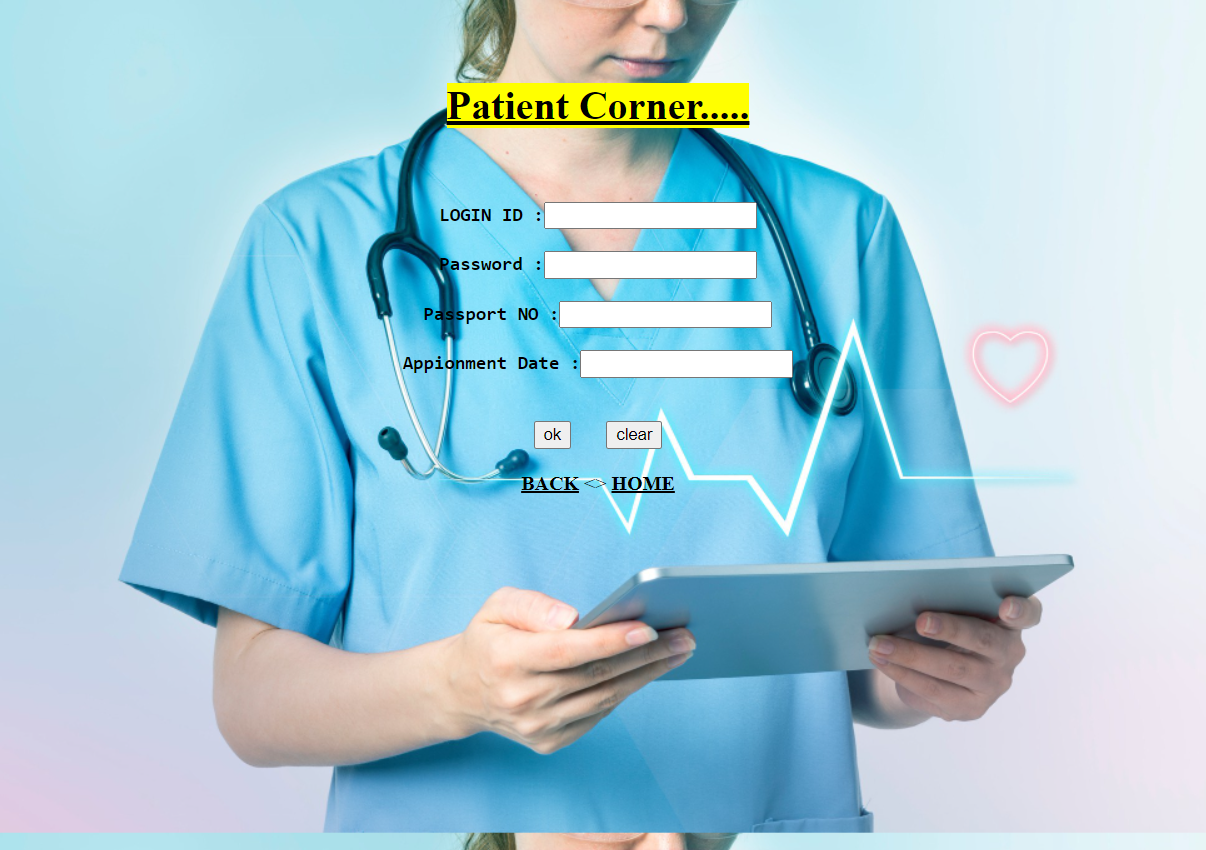 Patient Corner.....
LOGIN ID :
Password :
Passport NO :
Appionment Date :
ok clear
BACK <> HOME